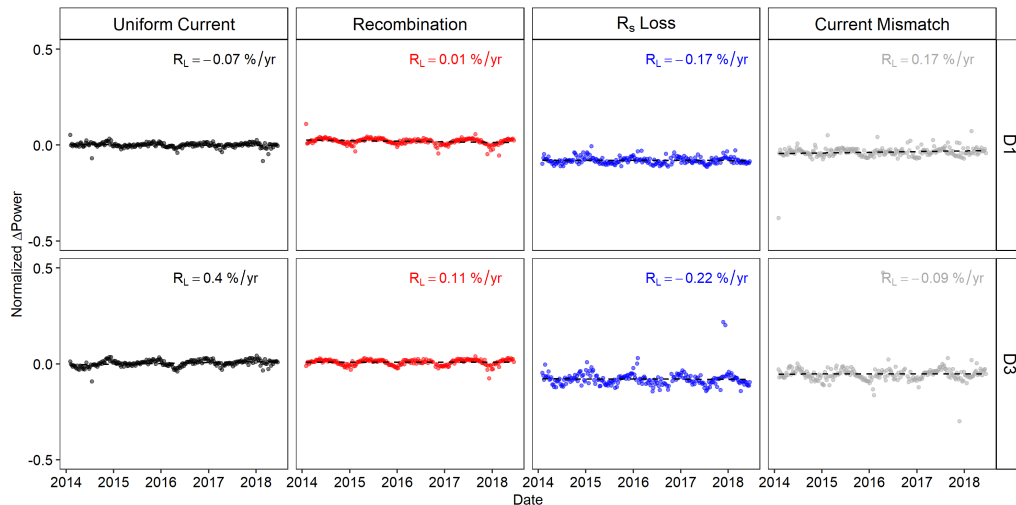 Uniform Current
Recombination
Rs Loss
Current Mismatch
Normalized ΔPower
0.5
0.0
-0.5
RL = −0.07 %/yr
RL = 0.01 %/yr
RL = −0.17 %/yr
RL = 0.17 %/yr
D1
0.5
0.0
-0.5
RL = 0.4 %/yr
RL = 0.11 %/yr
RL = −0.22 %/yr
RL = −0.09 %/yr
D3
2014 2015 2016 2017 2018
2014 2015 2016 2017 2018
2014 2015 2016 2017 2018
2014 2015 2016 2017 2018
Date